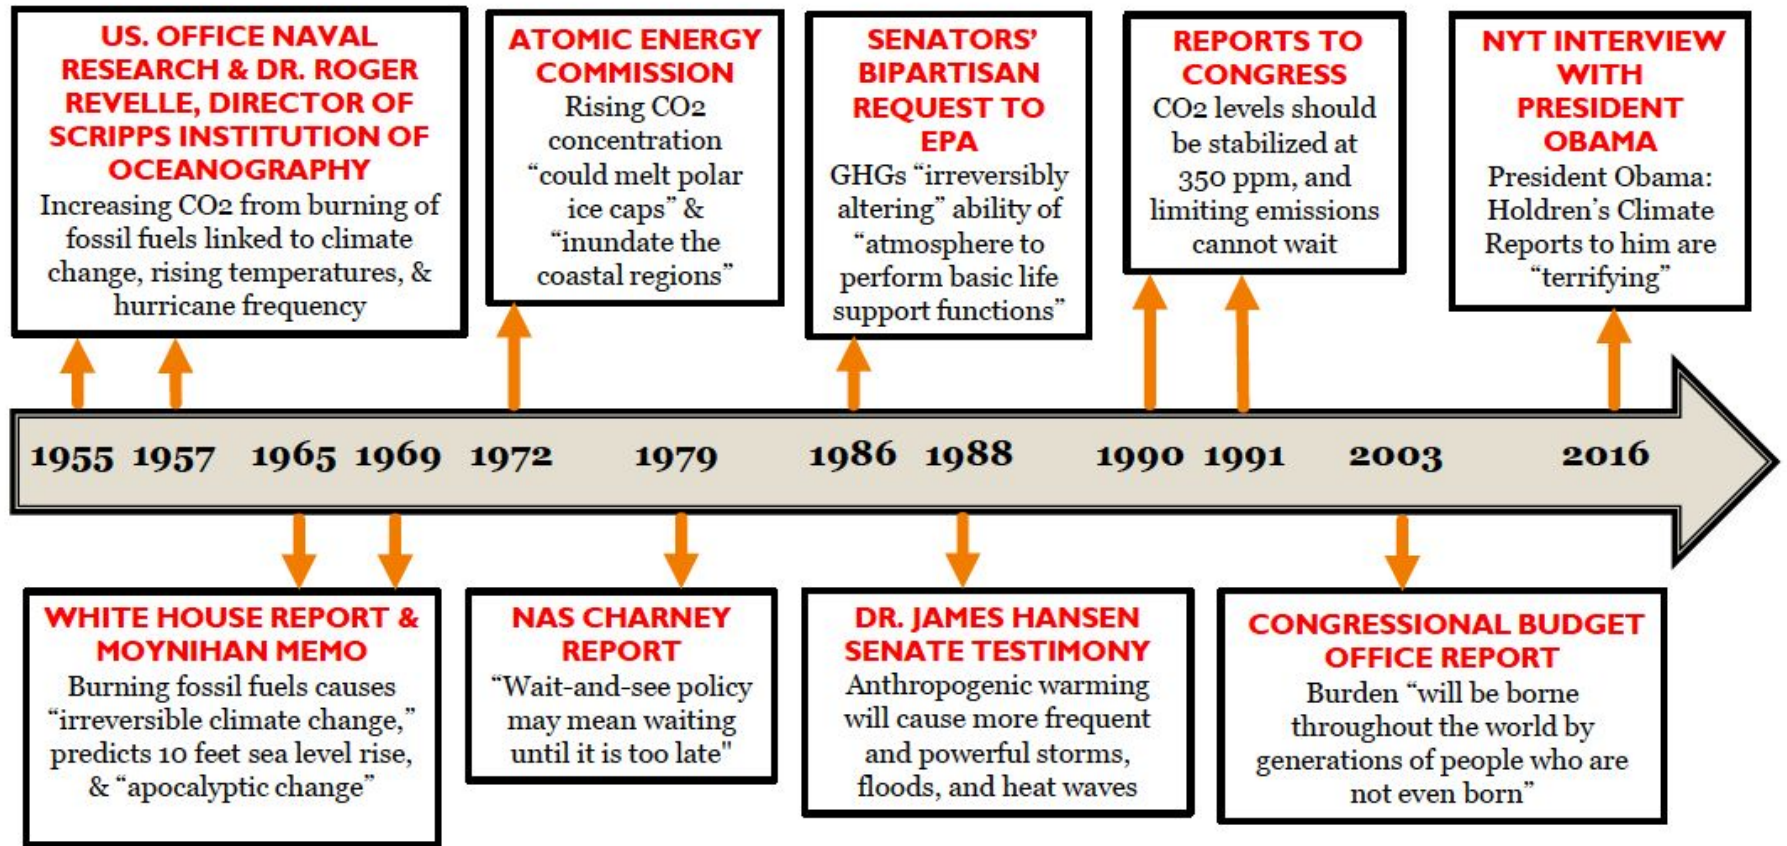 US. OFFICE NAVAL
RESEARCH & DR. ROGER
REVELLE, DIRECTOR OF
SCRIPPS INSTITUTION OF
OCEANOGRAPHY
Increasing CO2 from burning of
fossil fuels linked to climate
change, rising temperatures, &
hurricane frequency
ATOMIC ENERGY
COMMISSION
Rising CO2
concentration
“could melt polar
ice caps” &
“inundate the
coastal regions”
SENATORS’
BIPARTISAN
REQUEST TO
EPA
GHGs “irreversibly
altering” ability of
“atmosphere to
perform basic life
support functions”
REPORTS TO
CONGRESS
CO2 levels should
be stabilized at
350 ppm, and
limiting emissions
cannot wait
NYT INTERVIEW
WITH
PRESIDENT
OBAMA
President Obama:
Holdren’s Climate
Reports to him are
“terrifying”
1955 1957 1965 1969 1972 1979 1986 1988 1990 1991 2003 2016
WHITE HOUSE REPORT &
MOYNIHAN MEMO
Burning fossil fuels causes
“irreversible climate change,”
predicts 10 feet sea level rise,
& “apocalyptic change”
NAS CHARNEY
REPORT
“Wait-and-see policy
may mean waiting
until it is too late"
DR. JAMES HANSEN
SENATE TESTIMONY
Anthropogenic warming
will cause more frequent
and powerful storms,
floods, and heat waves
CONGRESSIONAL BUDGET
OFFICE REPORT
Burden “will be borne
throughout the world by
generations of people who are
not even born”